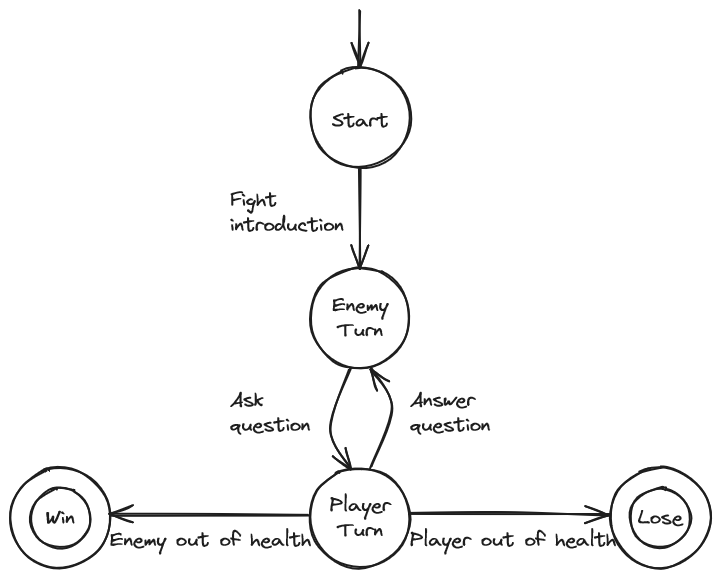 Start
Fight
introduction
Enemy
Turn
Ask
question
Answer
question
Win
Enemy out of health
Player
Turn
Player out of health
Lose